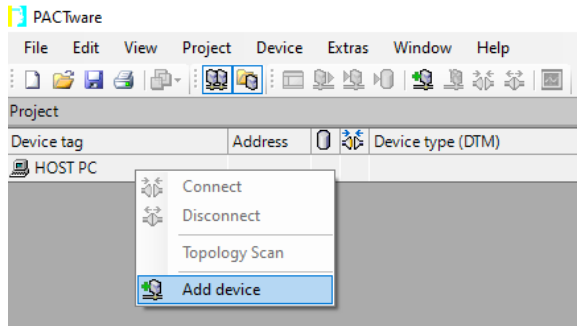 PACTware
File Edit View Project Device Extras Window Help
Project
Device tag Address Device type (DTM)
HOST PC
Connect
Disconnect
Topology Scan
Add device